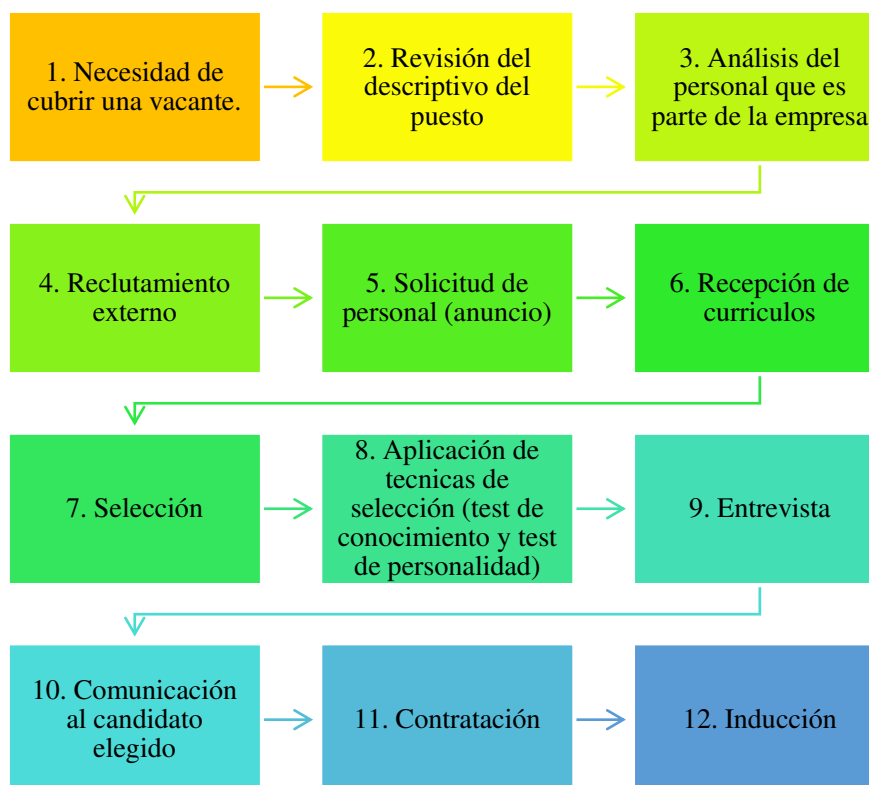 1. Necesidad de
cubrir una vacante.
2. Revisión del
descriptivo del
puesto
3. Análisis del
personal que es
parte de la empresa
4. Reclutamiento
externo
5. Solicitud de
personal (anuncio)
6. Recepción de
curriculos
7. Selección
8. Aplicación de
tecnicas de
selección (test de
conocimiento y test
de personalidad)
9. Entrevista
10. Comunicación
al candidato
elegido
11. Contratación
12. Inducción